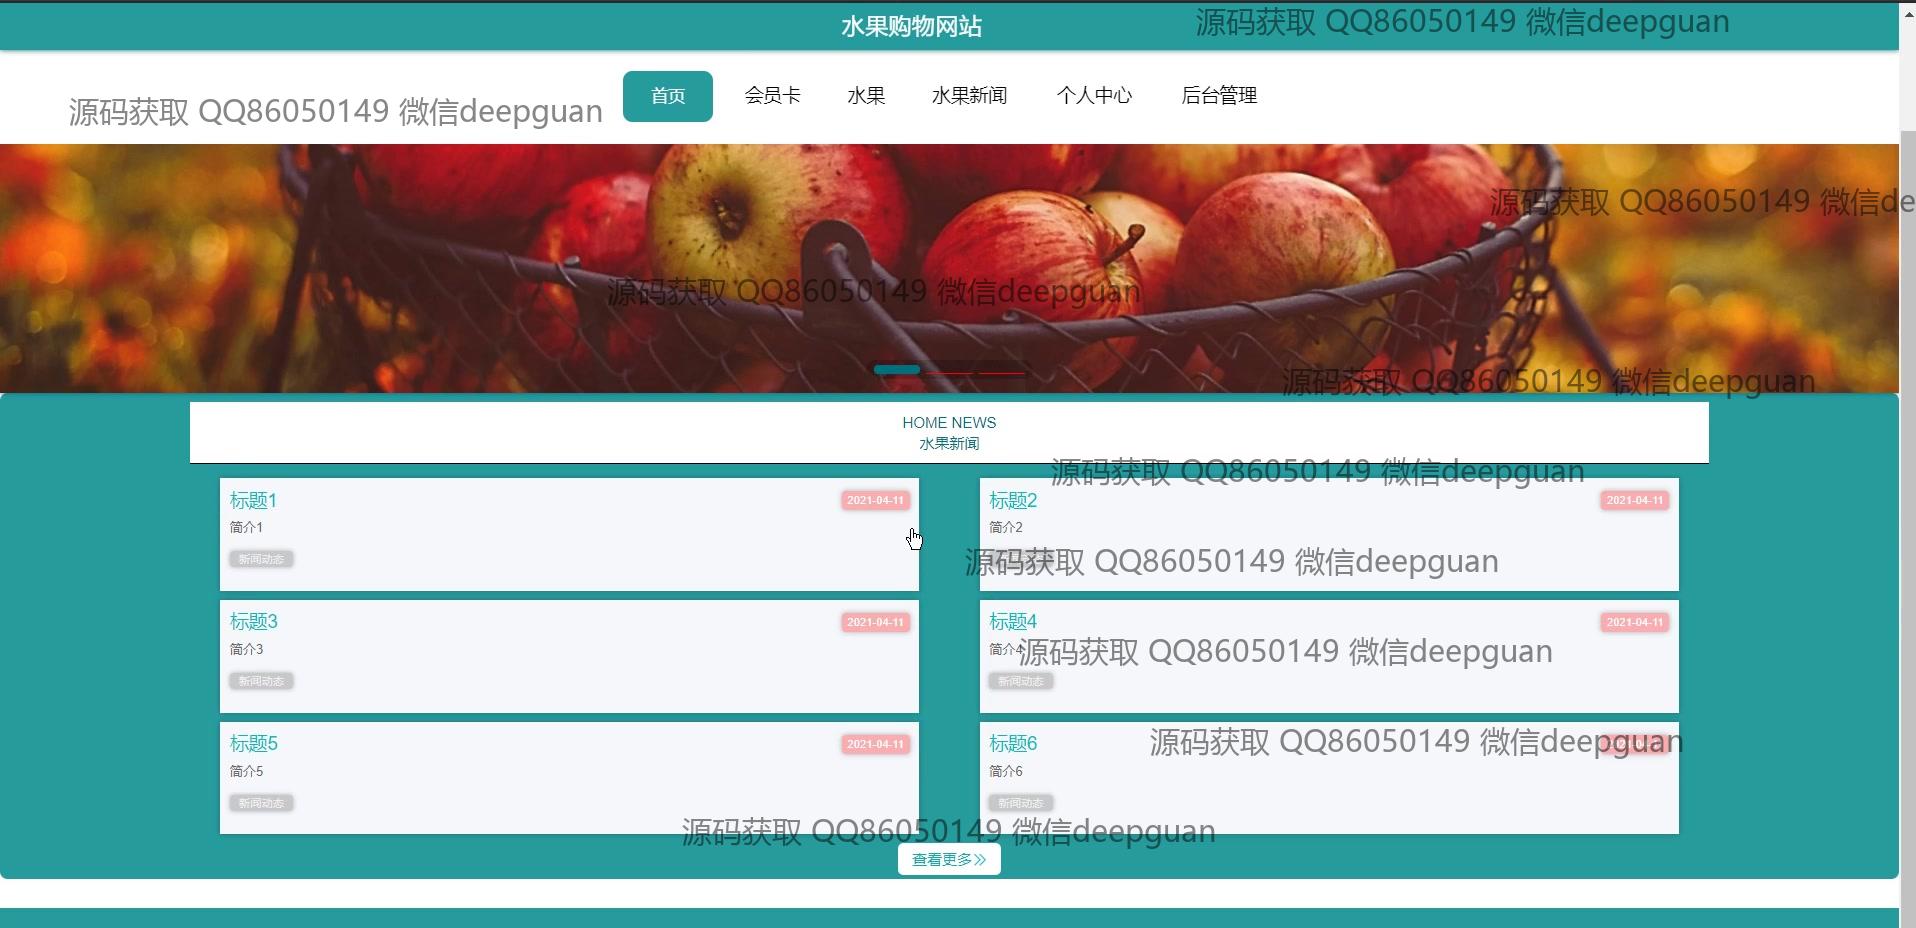 水果购物网站
源码获取 QQ86050149 微信deepguan
首页 会员卡 水果 水果新闻 个人中心 后台管理
源码获取 QQ86050149 微信deepguan
源码获取 QQ86050149 微信de
源码获取 QQ86050149 微信deepguan
源码获取 QQ86050149 微信deepguan
HOME NEWS
水果新闻
源码获取 QQ86050149 微信deepguan
标题1 2021-04-11
简介1
新闻动态
标题2 2021-04-11
简介2
源码获取 QQ86050149 微信deepguan
标题3 2021-04-11
简介3
新闻动态
标题4 2021-04-11
简介4
源码获取 QQ86050149 微信deepguan
新闻动态
标题5 2021-04-11
简介5
新闻动态
标题6
源码获取 QQ86050149 微信deepguan
简介6
新闻动态
源码获取 QQ86050149 微信deepguan
查看更多